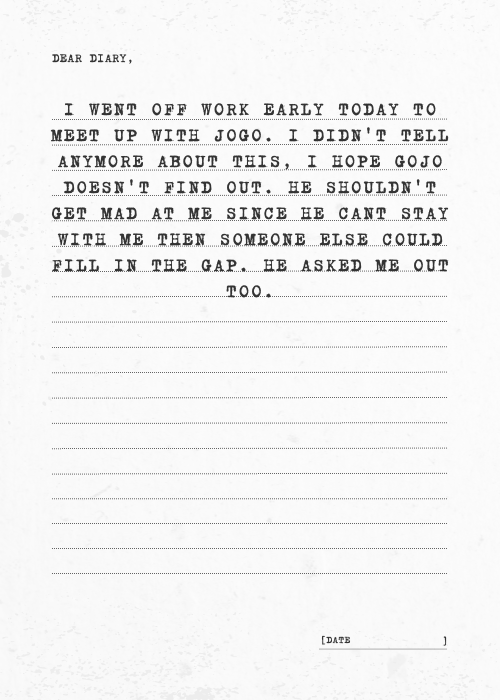 DEAR DIARY,
I WENT OFF WORK EARLY TODAY TO
MEET UP WITH JOGO. I DIDN'T TELL
ANYMORE ABOUT THIS, I HOPE GOJO
DOESN'T FIND OUT. HE SHOULDN'T
GET MAD AT ME SINCE HE CANT STAY
WITH ME THEN SOMEONE ELSE COULD
FILL IN THE GAP. HE ASKED ME OUT
TOO.
[DATE ]